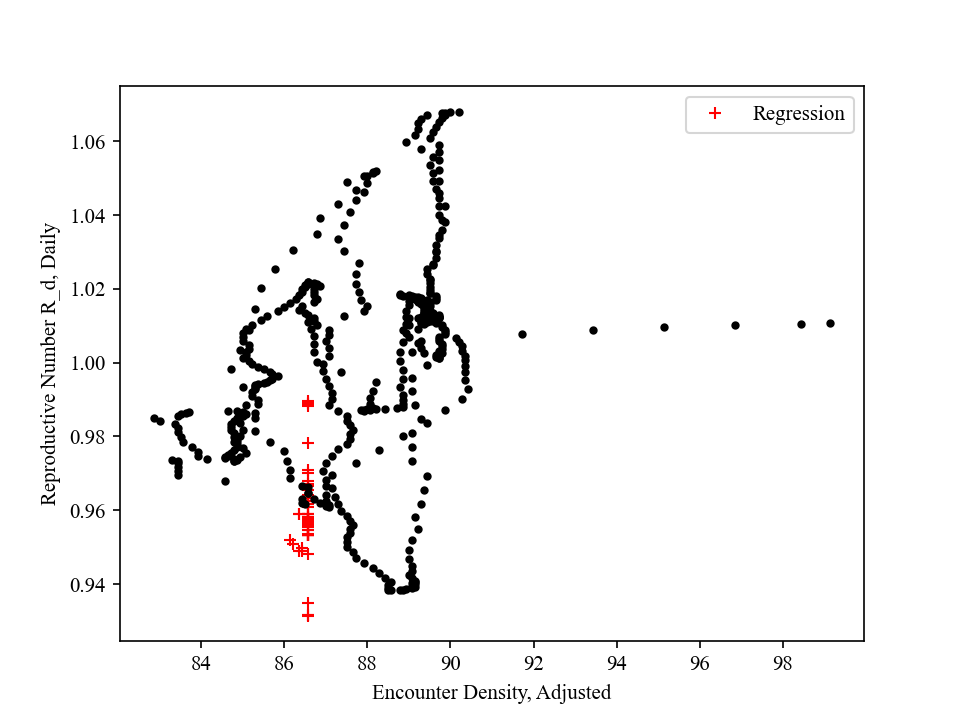 Regression
1.06
1.04
1.02
1.00
0.98
0.96
0.94
Reproductive Number R_d, Daily
84 86 88 90 92 94 96 98
Encounter Density, Adjusted